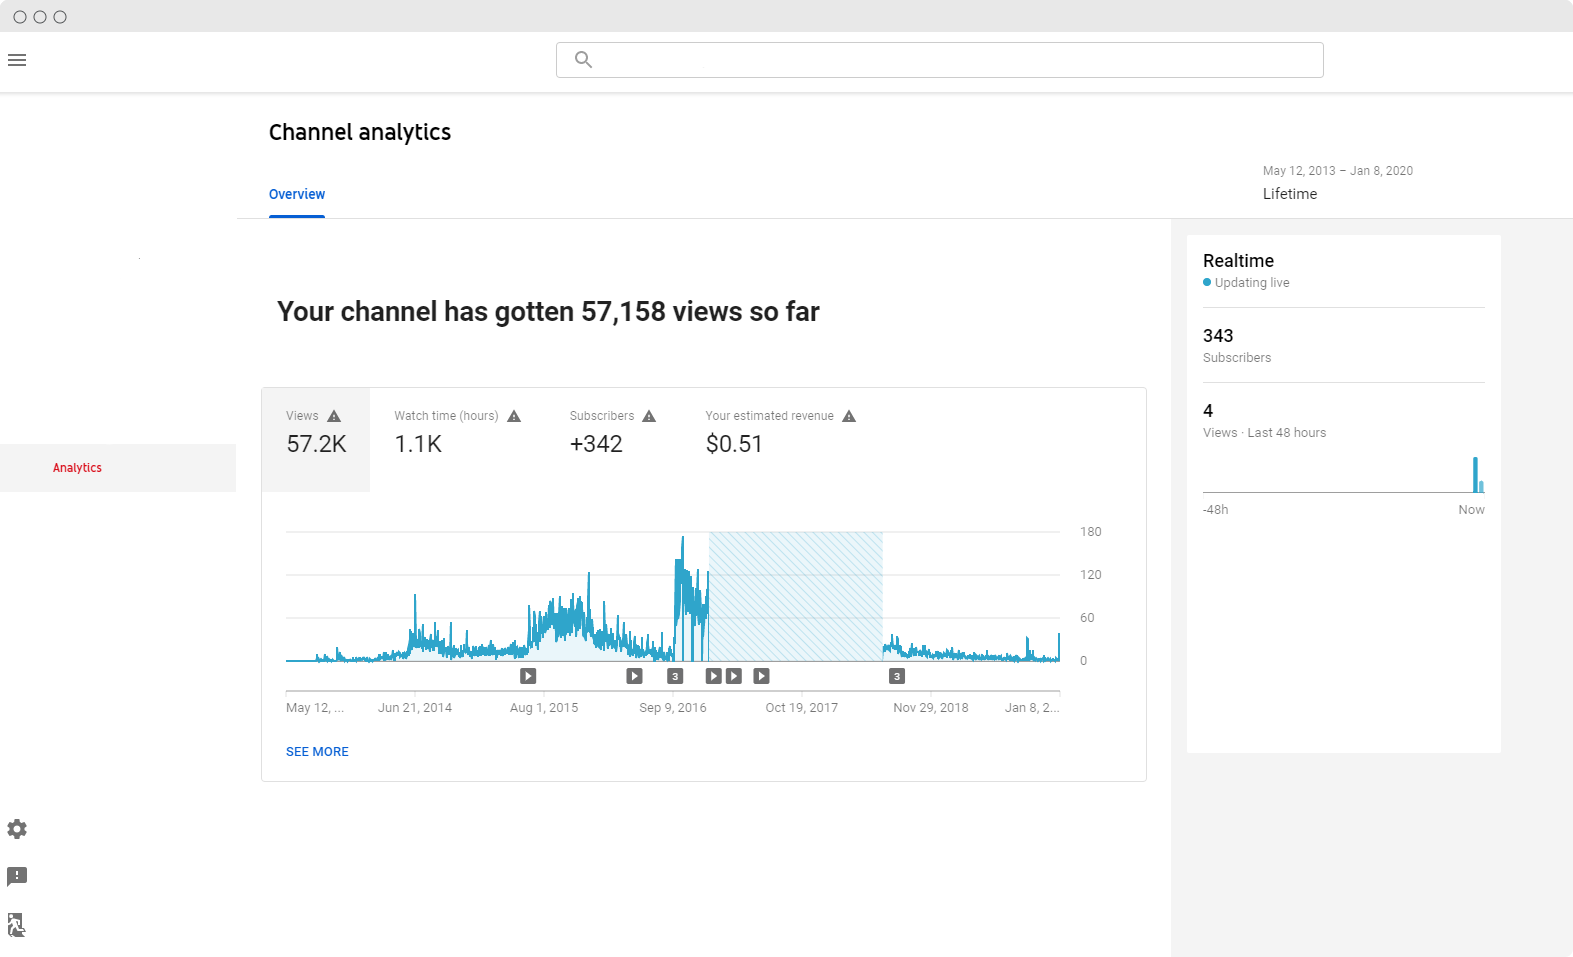 Channel analytics
Overview
May 12, 2013 – Jan 8, 2020
Lifetime
Your channel has gotten 57,158 views so far
Views
57.2K
Watch time (hours)
1.1K
Subscribers
+342
Your estimated revenue
$0.51
180
120
60
0
3
3
May 12, ...
Jun 21, 2014
Aug 1, 2015
Sep 9, 2016
Oct 19, 2017
Nov 29, 2018
Jan 8, 2...
SEE MORE
Realtime
Updating live
343
Subscribers
4
Views · Last 48 hours
-48h
Now
Analytics